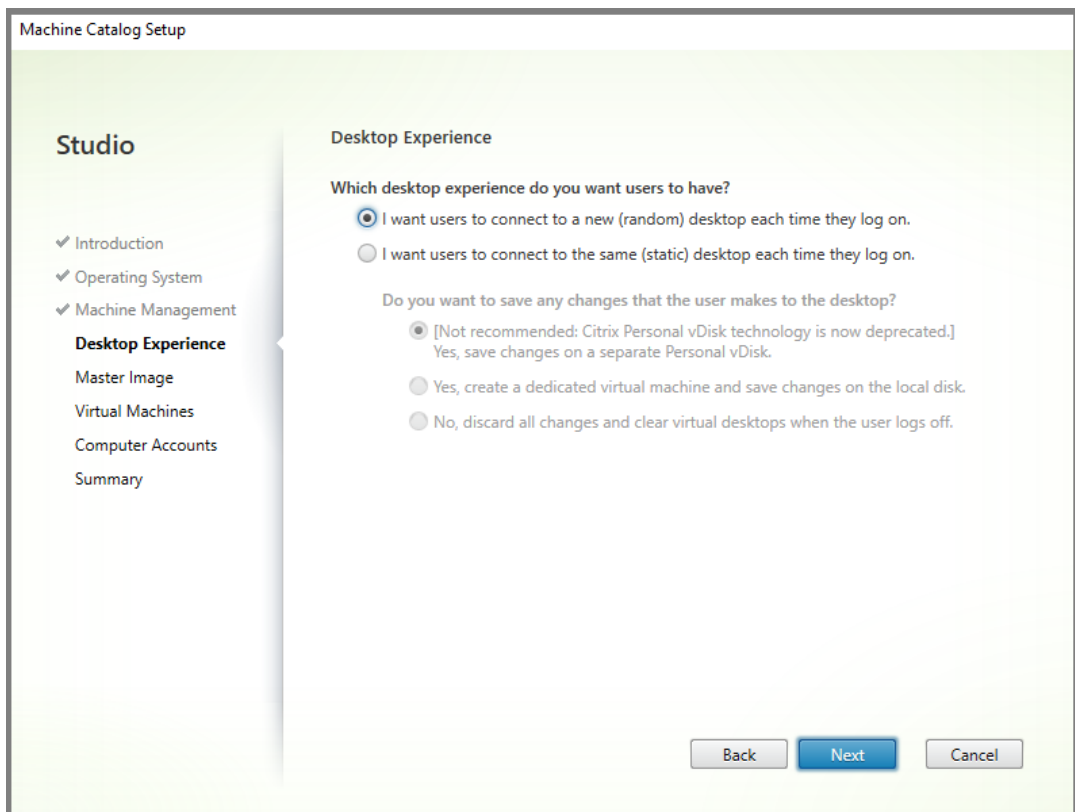 Machine Catalog Setup
Studio
Introduction
Operating System
Machine Management
Desktop Experience
Master Image
Virtual Machines
Computer Accounts
Summary
Desktop Experience
Which desktop experience do you want users to have?
I want users to connect to a new (random) desktop each time they log on.
I want users to connect to the same (static) desktop each time they log on.
Do you want to save any changes that the user makes to the desktop?
[Not recommended: Citrix Personal vDisk technology is now deprecated.]
Yes, save changes on a separate Personal vDisk.
Yes, create a dedicated virtual machine and save changes on the local disk.
No, discard all changes and clear virtual desktops when the user logs off.
Back
Next
Cancel